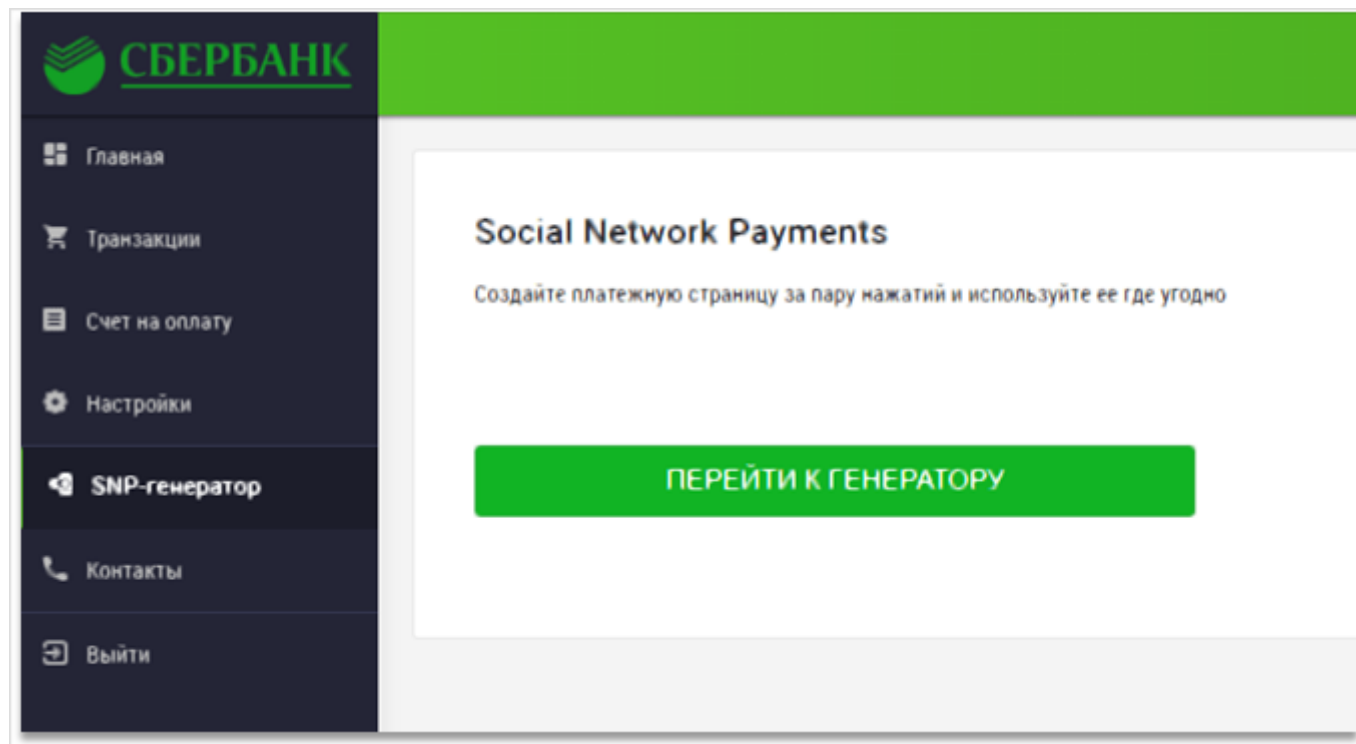 СБЕРБАНК
Главная
Транзакции
Счет на оплату
Настройки
SNP-генератор
Контакты
Выйти
Social Network Payments
Создайте платежную страницу за пару нажатий и используйте ее где угодно
ПЕРЕЙТИ К ГЕНЕРАТОРУ